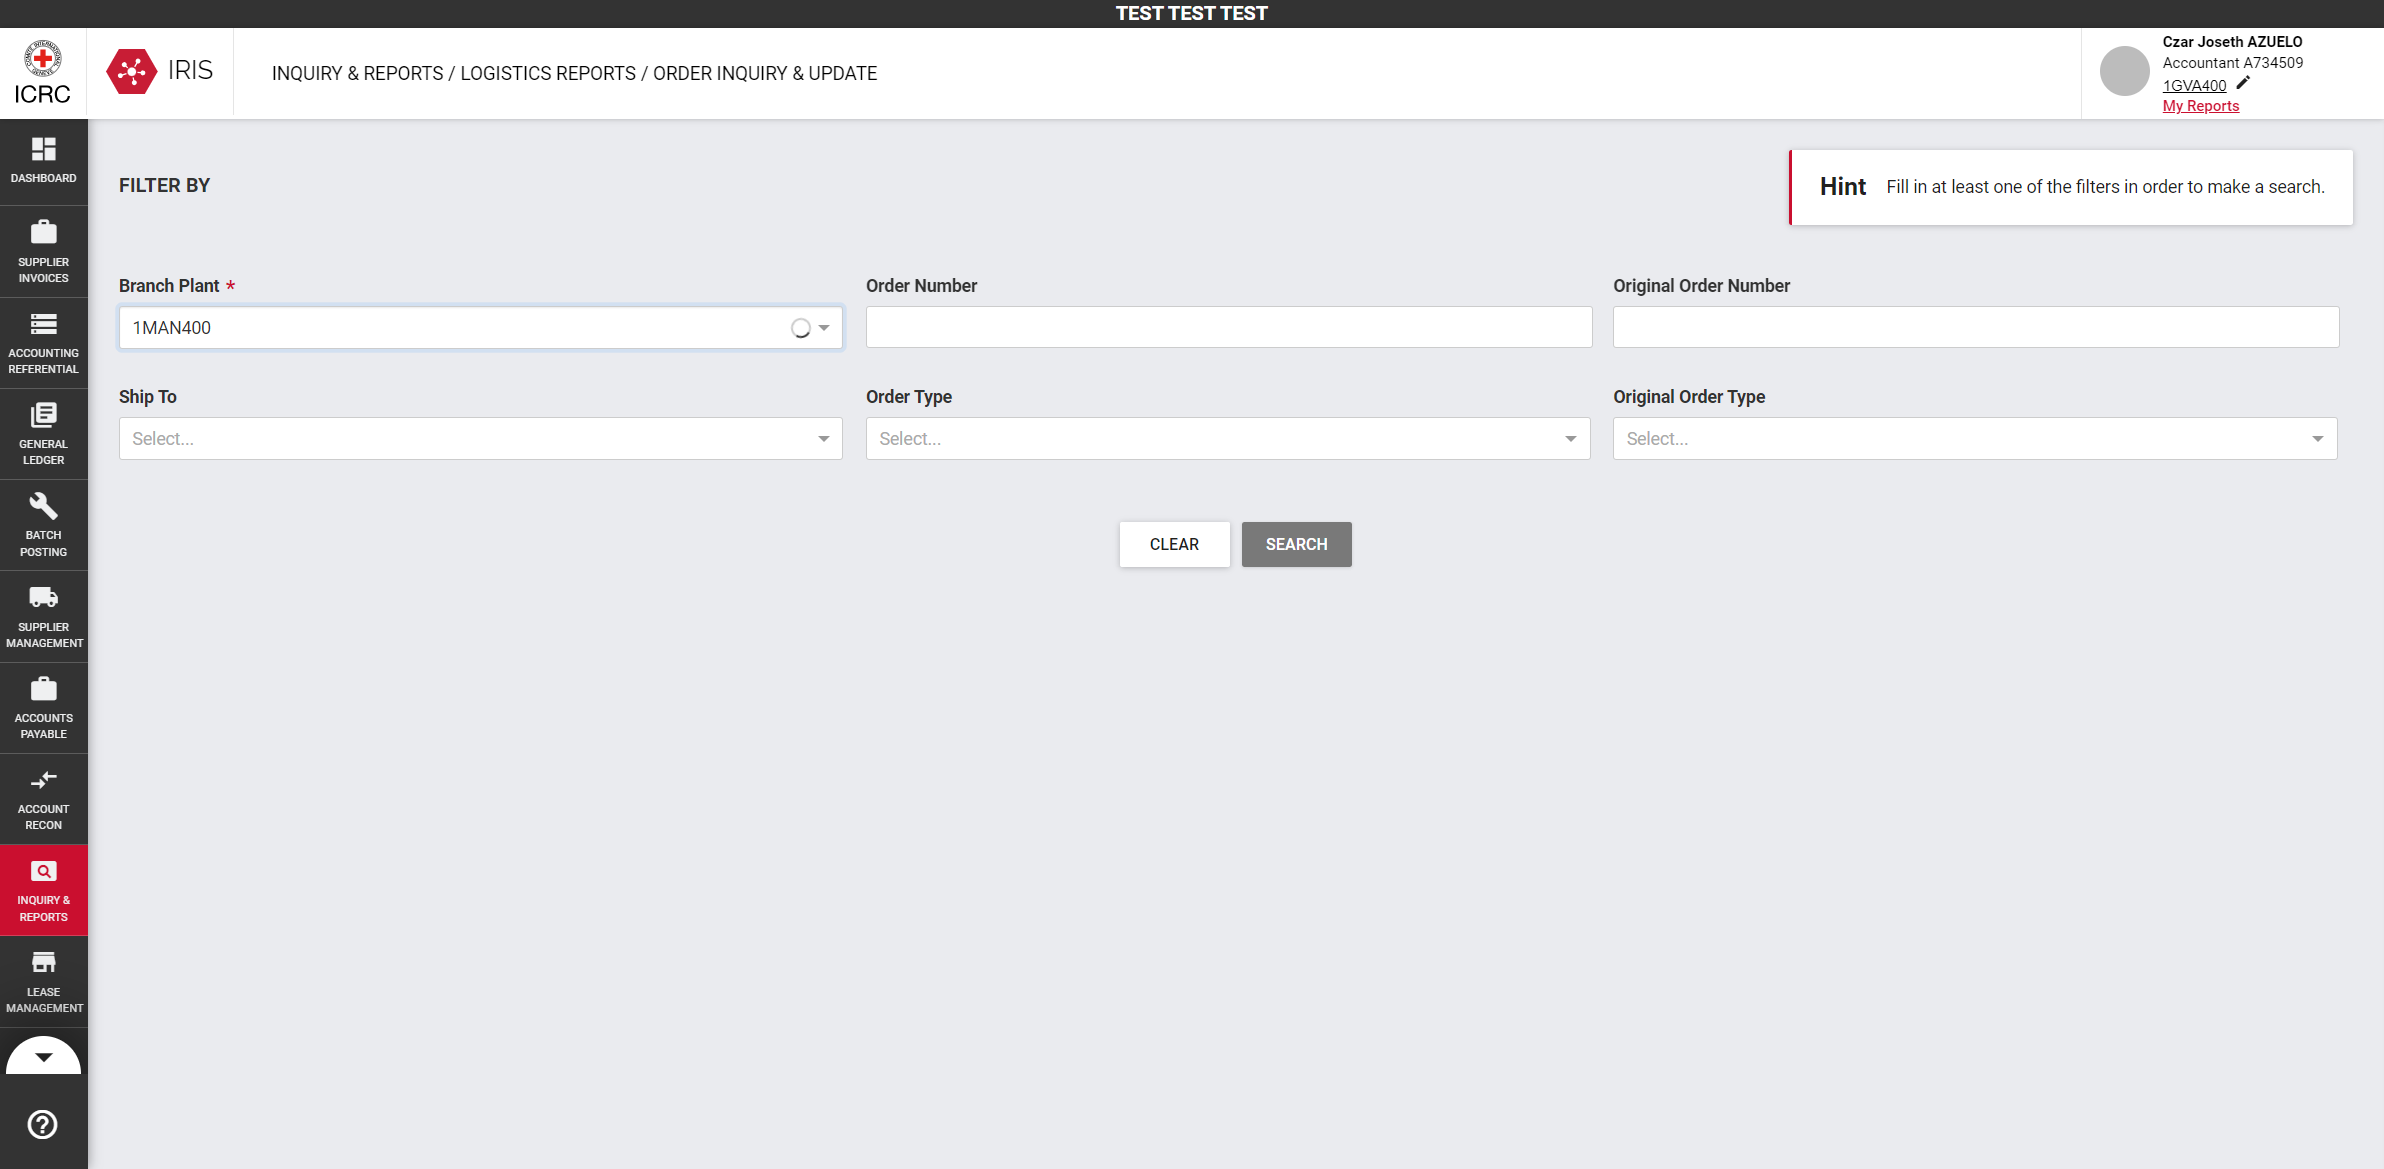 TEST TEST TEST
ICRC
IRIS
INQUIRY & REPORTS / LOGISTICS REPORTS / ORDER INQUIRY & UPDATE
Czar Joseth AZUELO
Accountant A734509
1GVA400
My Reports
DASHBOARD
SUPPLIER
INVOICES
ACCOUNTING
REFERENTIAL
GENERAL
LEDGER
BATCH
POSTING
SUPPLIER
MANAGEMENT
ACCOUNTS
PAYABLE
ACCOUNT
RECON
INQUIRY &
REPORTS
LEASE
MANAGEMENT
FILTER BY
Hint Fill in at least one of the filters in order to make a search.
Branch Plant *
1MAN400
Order Number
Original Order Number
Ship To
Select...
Order Type
Select...
Original Order Type
Select...
CLEAR
SEARCH